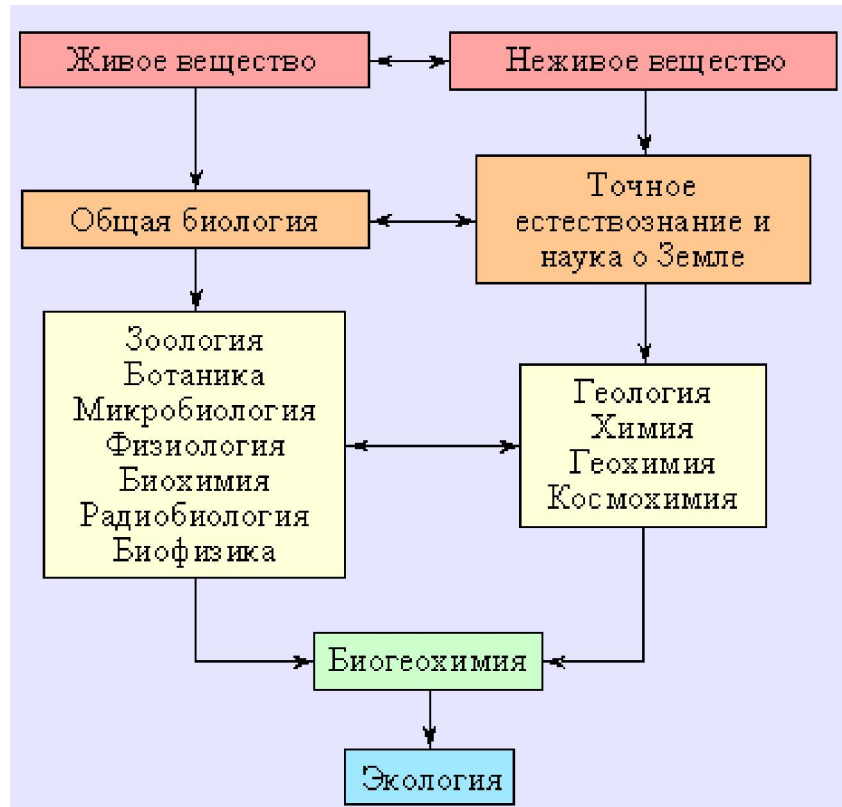 Живое вещество
Неживое вещество
Общая биология
Точное
естествознание и
наука о Земле
Зоология
Ботаника
Микробиология
Физиология
Биохимия
Радиобиология
Биофизика
Геология
Химия
Геохимия
Космохимия
Биогеохимия
Экология